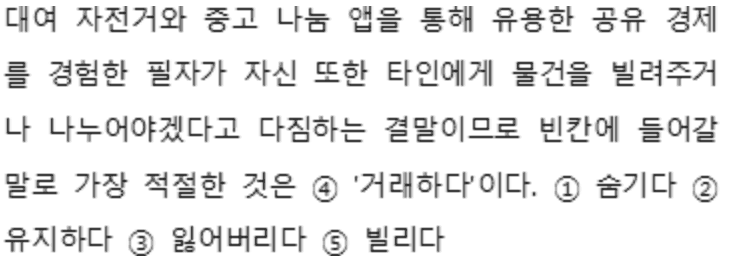 대여 자전거와 중고 나눔 앱을 통해 유용한 공유 경제
를 경험한 필자가 자신 또한 타인에게 물건을 빌려주거
나 나누어야겠다고 다짐하는 결말이므로 빈칸에 들어갈
말로 가장 적절한 것은 ④ '거래하다'이다. ① 숨기다 ②
유지하다 ③ 잃어버리다 ⑤ 빌리다